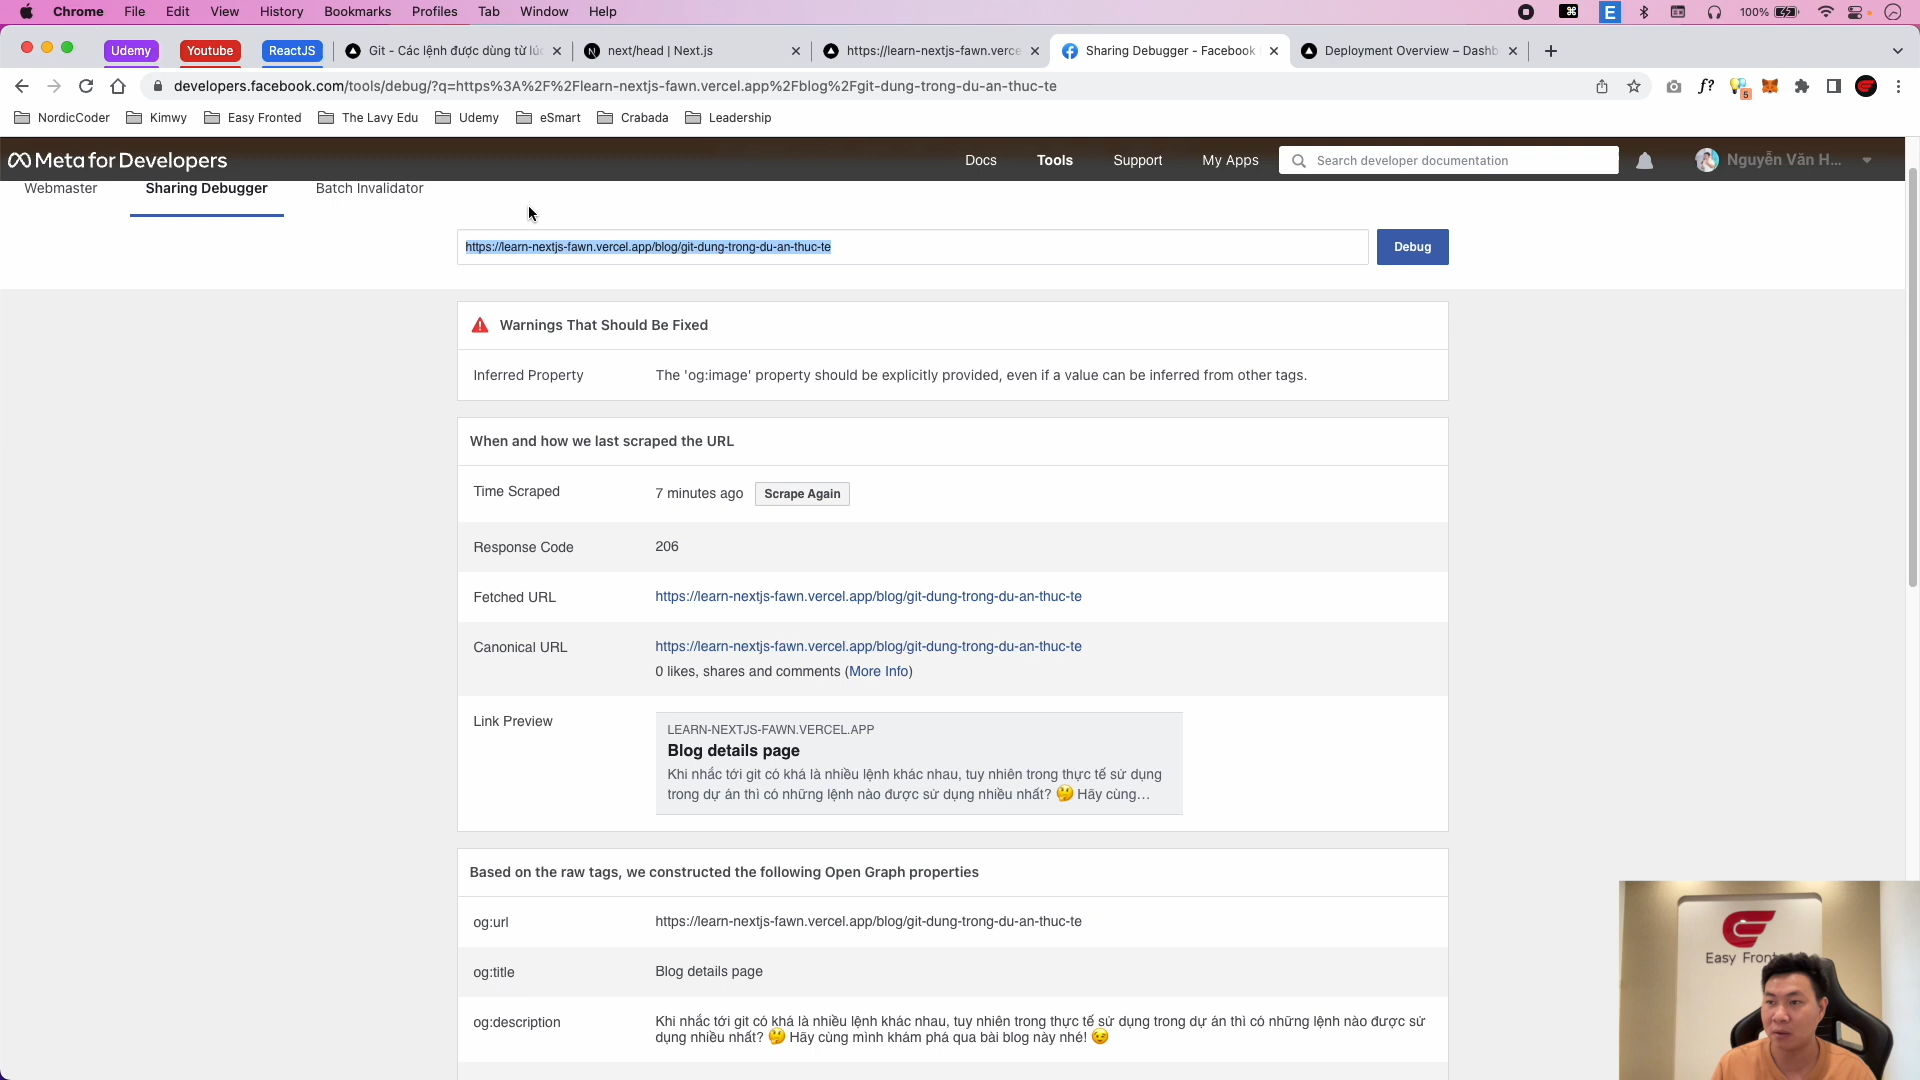 Chrome File Edit View History Bookmarks Profiles Tab Window Help
E 100%
Udemy Youtube ReactJS Git - Các lệnh được dùng từ lúc next/head | Next.js https://learn-nextjs-fawn.verce Sharing Debugger - Facebook Deployment Overview – Dashb
developers.facebook.com/tools/debug/?q=https%3A%2F%2Flearn-nextjs-fawn.vercel.app%2Fblog%2Fgit-dung-trong-du-an-thuc-te
f? 5
NordicCoder Kimwy Easy Fronted The Lavy Edu Udemy eSmart Crabada Leadership
Meta for Developers Docs Tools Support My Apps Search developer documentation Nguyễn Văn H...
Webmaster Sharing Debugger Batch Invalidator
https://learn-nextjs-fawn.vercel.app/blog/git-dung-trong-du-an-thuc-te Debug
Warnings That Should Be Fixed
Inferred Property The 'og:image' property should be explicitly provided, even if a value can be inferred from other tags.
When and how we last scraped the URL
Time Scraped 7 minutes ago Scrape Again
Response Code 206
Fetched URL https://learn-nextjs-fawn.vercel.app/blog/git-dung-trong-du-an-thuc-te
Canonical URL https://learn-nextjs-fawn.vercel.app/blog/git-dung-trong-du-an-thuc-te
0 likes, shares and comments (More Info)
Link Preview
LEARN-NEXTJS-FAWN.VERCEL.APP
Blog details page
Khi nhắc tới git có khá là nhiều lệnh khác nhau, tuy nhiên trong thực tế sử dụng
trong dự án thì có những lệnh nào được sử dụng nhiều nhất? 🤔 Hãy cùng…
Based on the raw tags, we constructed the following Open Graph properties
og:url https://learn-nextjs-fawn.vercel.app/blog/git-dung-trong-du-an-thuc-te
og:title Blog details page
og:description Khi nhắc tới git có khá là nhiều lệnh khác nhau, tuy nhiên trong thực tế sử dụng trong dự án thì có những lệnh nào được sử
dụng nhiều nhất? 🤔 Hãy cùng mình khám phá qua bài blog này nhé! 😉
Easy Front